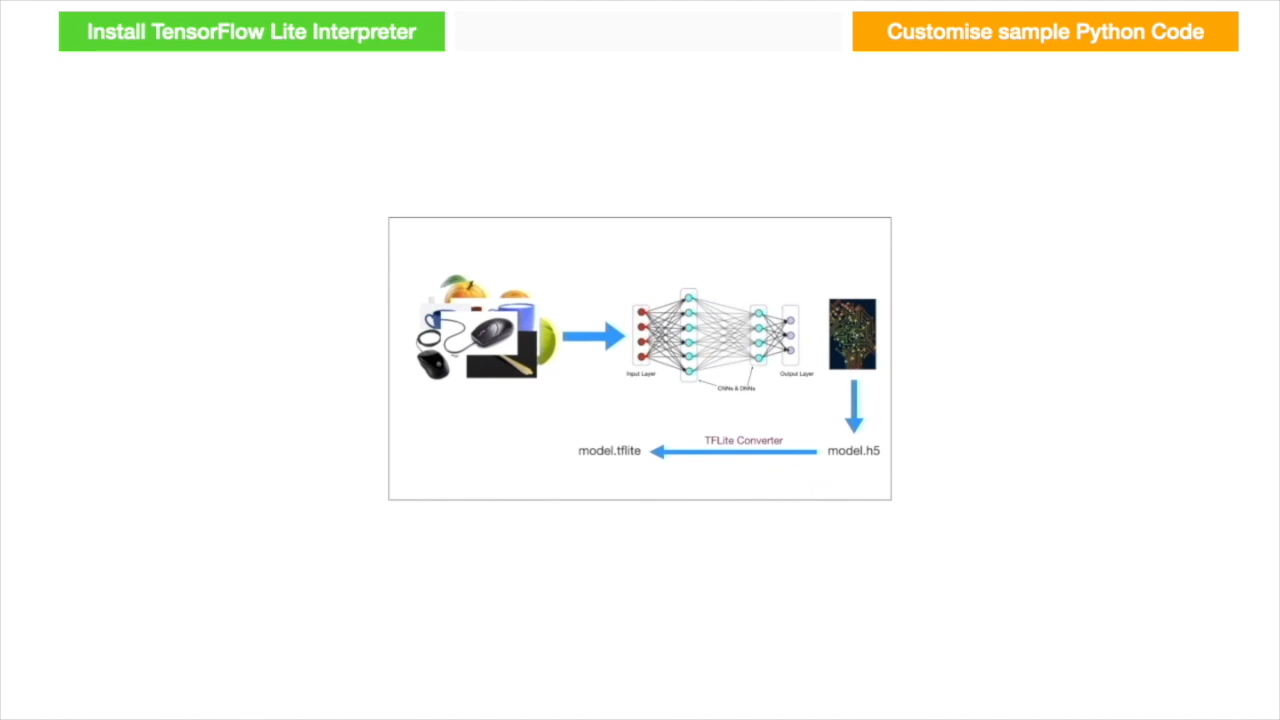 Install TensorFlow Lite Interpreter
Customise sample Python Code
Input Layer
Output Layer
CNNs & DNNs
TFLite Converter
model.tflite
model.h5